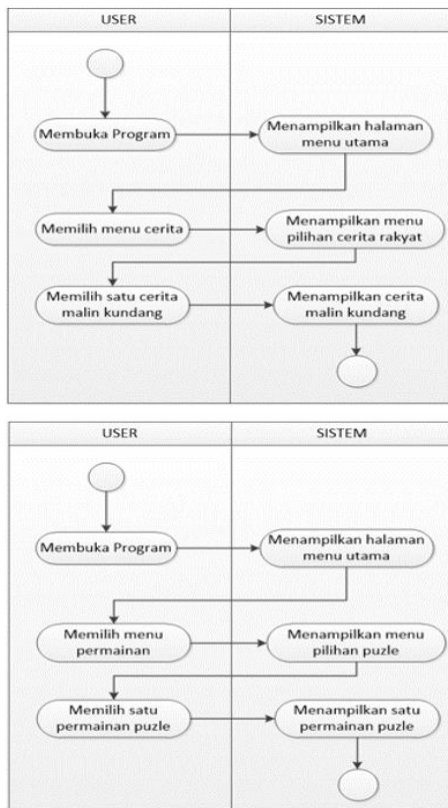 USER
SISTEM
Membuka Program
Menampilkan halaman
menu utama
Memilih menu cerita
Menampilkan menu
pilihan cerita rakyat
Memilih satu cerita
malin kundang
Menampilkan cerita
malin kundang
USER
SISTEM
Membuka Program
Menampilkan halaman
menu utama
Memilih menu
permainan
Menampilkan menu
pilihan puzle
Memilih satu
permainan puzle
Menampilkan satu
permainan puzle